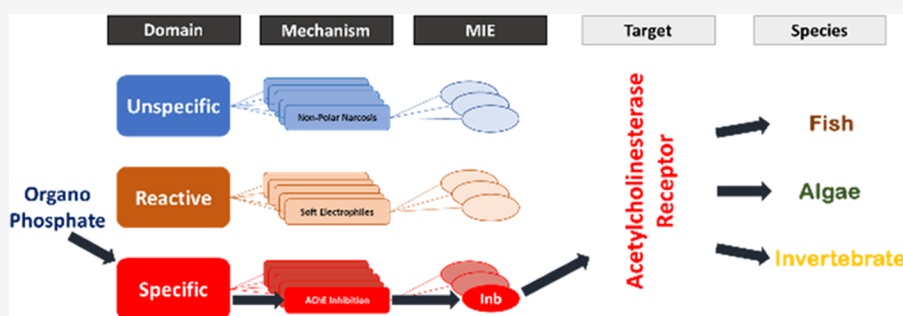 Domain
Mechanism
MIE
Target
Species
Unspecific
Non-Polar Narcosis
Reactive
Soft Electrophiles
Organo
Phosphate
Specific
AChE Inhibition
Inb
Acetylcholinesterase
Receptor
Fish
Algae
Invertebrate